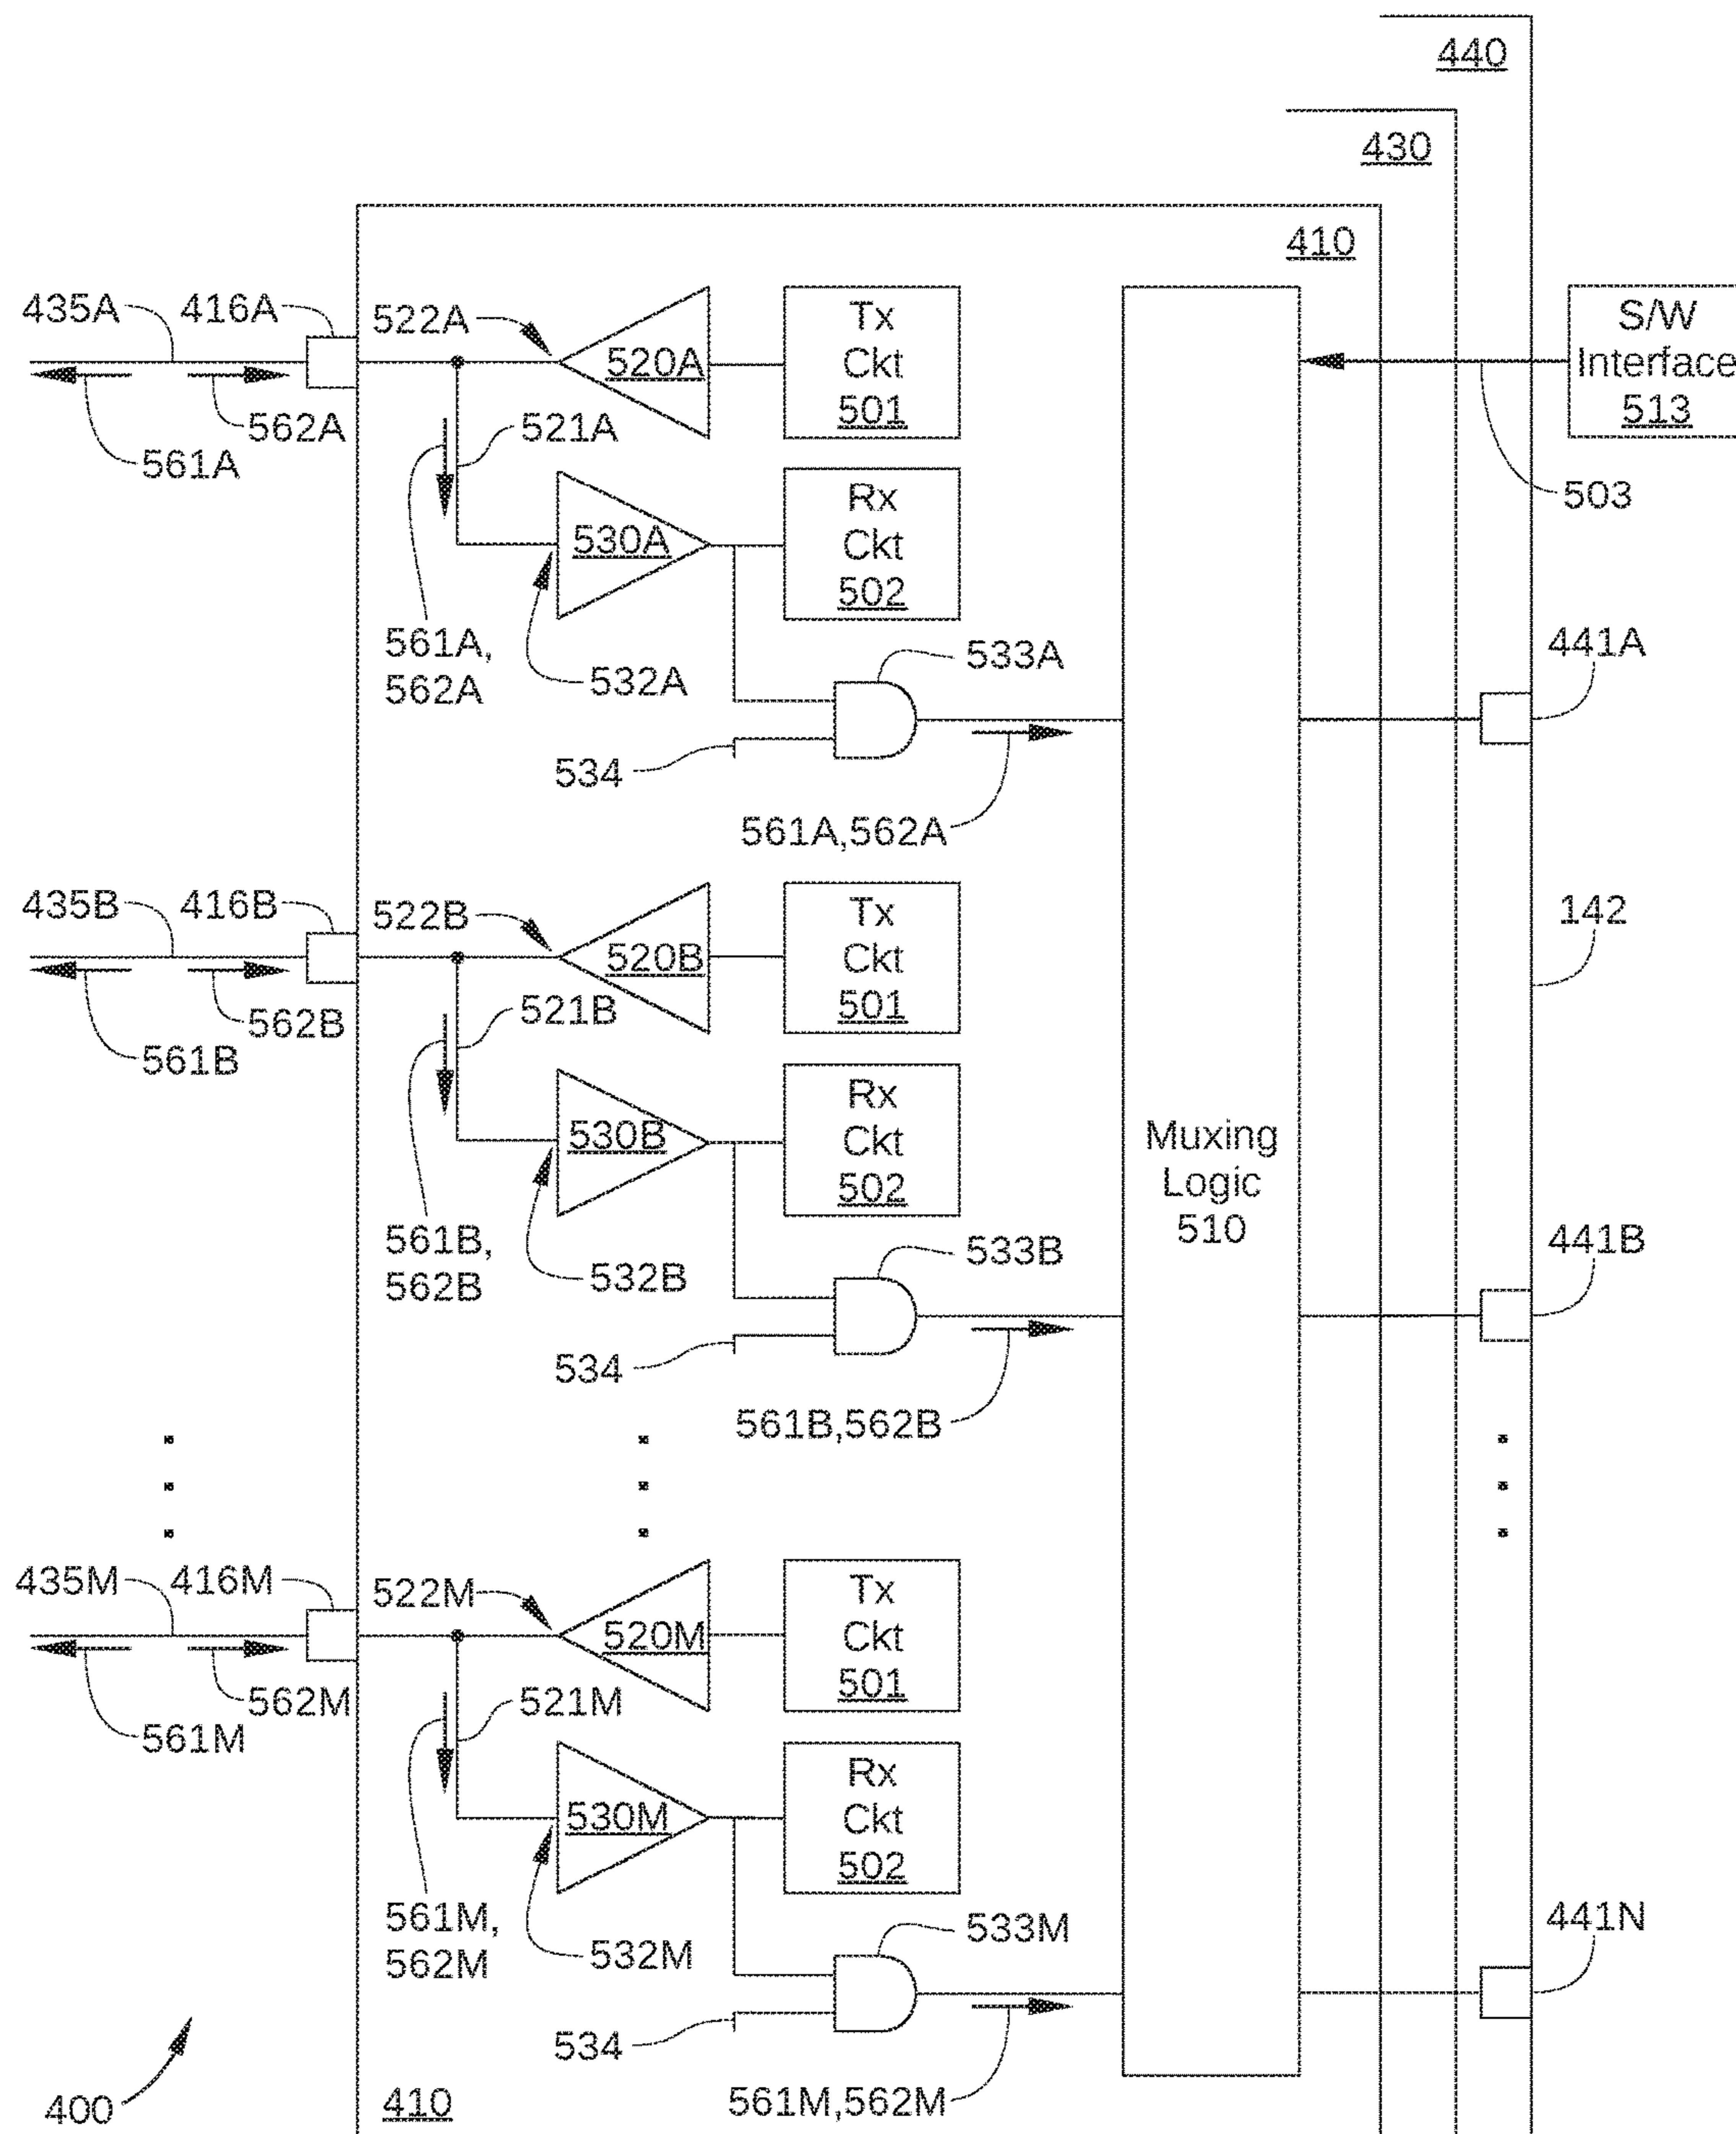 440
430
410
435A
416A
522A
520A
Tx
Ckt
501
S/W
Interface
513
562A
561A
521A
503
530A
Rx
Ckt
502
561A,
562A
532A
533A
441A
534
561A,562A
435B
416B
522B
520B
Tx
Ckt
501
142
562B
561B
521B
530B
Rx
Ckt
502
Muxing
Logic
510
561B,
562B
532B
533B
441B
534
561B,562B
435M
416M
522M
520M
Tx
Ckt
501
562M
561M
521M
530M
Rx
Ckt
502
561M,
562M
532M
533M
441N
534
561M,562M
400
410